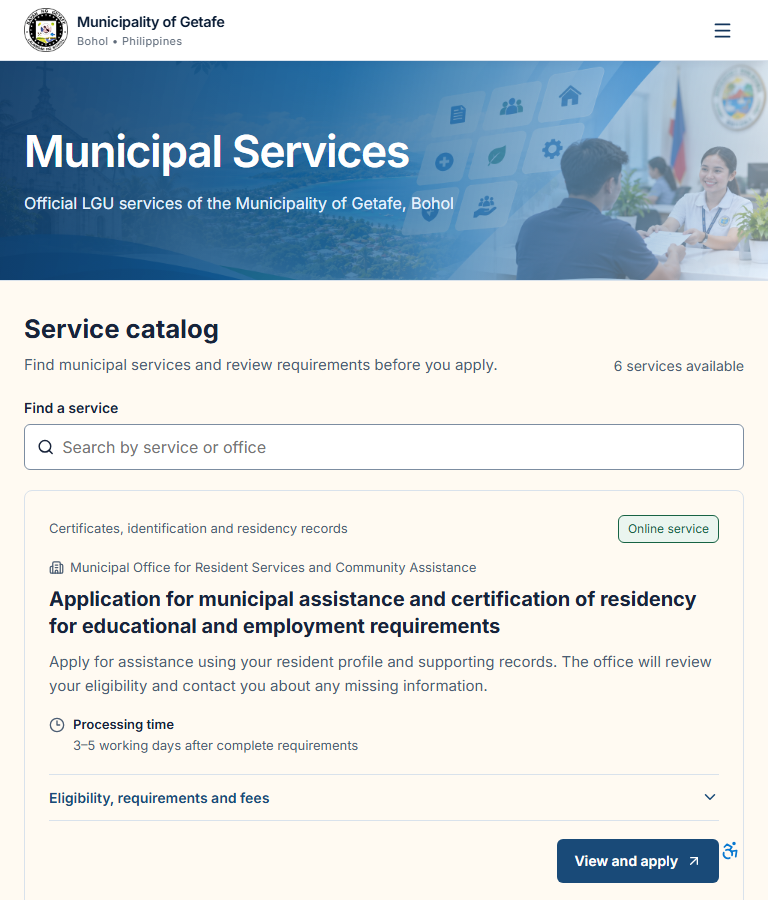 Municipality of Getafe
Bohol • Philippines
Municipal Services
Official LGU services of the Municipality of Getafe, Bohol
Service catalog
Find municipal services and review requirements before you apply.
6 services available
Find a service
Search by service or office
Certificates, identification and residency records
Online service
Municipal Office for Resident Services and Community Assistance
Application for municipal assistance and certification of residency
for educational and employment requirements
Apply for assistance using your resident profile and supporting records. The office will review
your eligibility and contact you about any missing information.
Processing time
3–5 working days after complete requirements
Eligibility, requirements and fees
View and apply